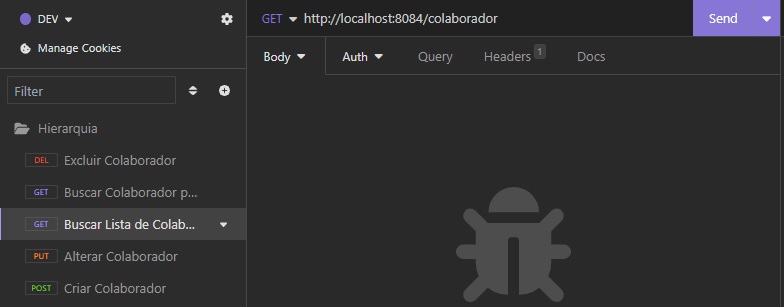 DEV
Manage Cookies
Filter
Hierarquia
DEL Excluir Colaborador
GET Buscar Colaborador p...
GET Buscar Lista de Colab...
PUT Alterar Colaborador
POST Criar Colaborador
GET http://localhost:8084/colaborador Send
Body Auth Query Headers 1 Docs